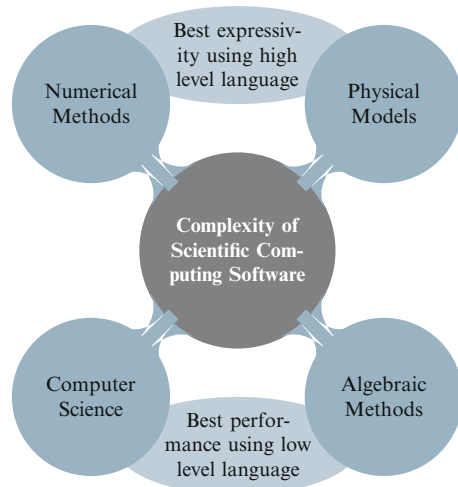 Best expressiv-
ity using high
level language
Numerical
Methods
Physical
Models
Complexity of
Scientific Com-
puting Software
Computer
Science
Algebraic
Methods
Best perfor-
mance using low
level language